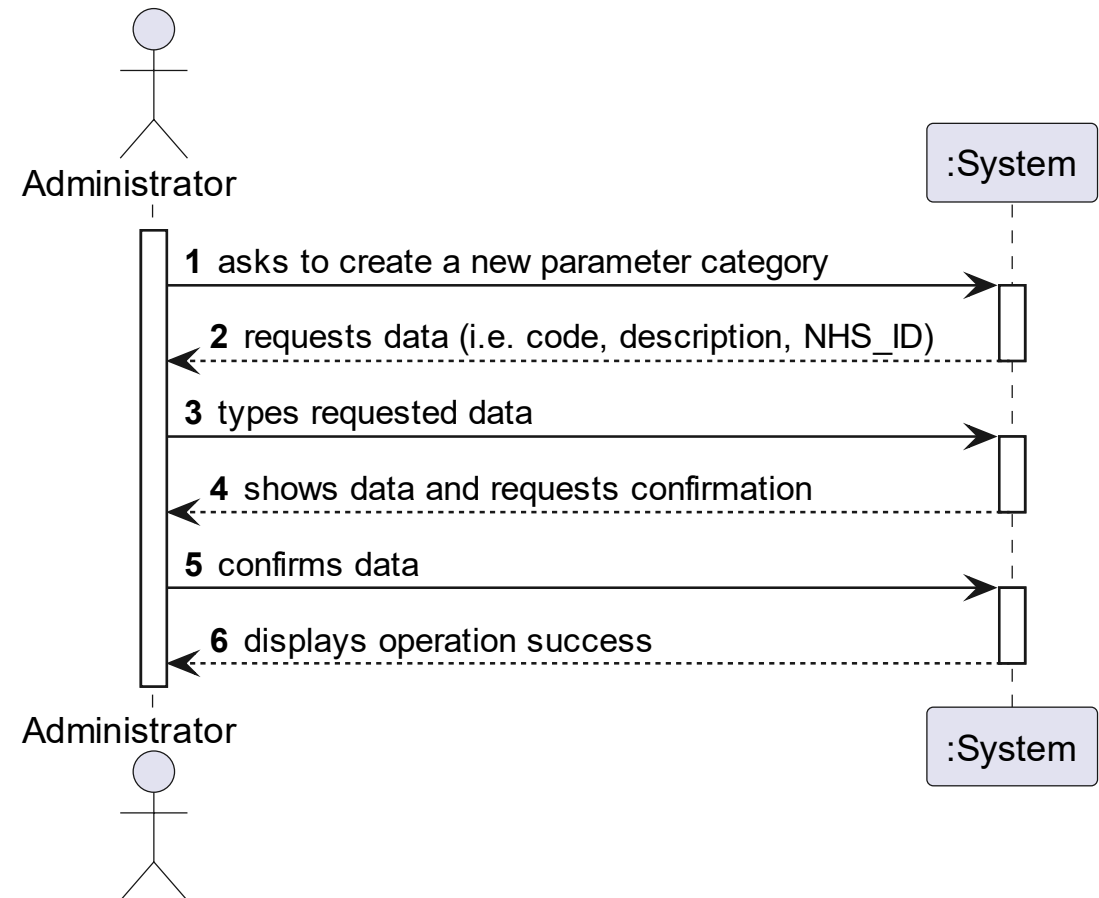 Administrator
:System
1 asks to create a new parameter category
2 requests data (i.e. code, description, NHS_ID)
3 types requested data
4 shows data and requests confirmation
5 confirms data
6 displays operation success
Administrator
:System